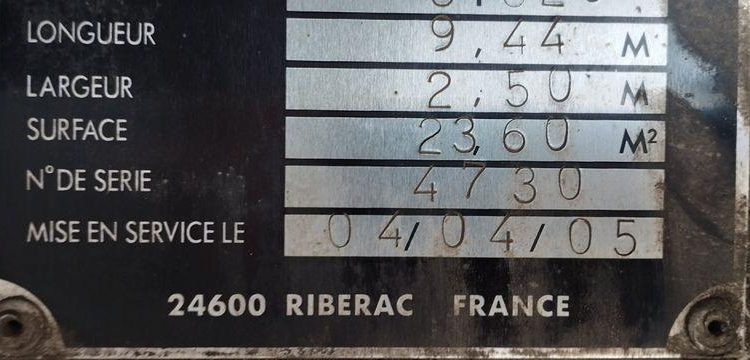 LONGUEUR 9,44 M
LARGEUR 2,50 M
SURFACE 23,60 M²
N° DE SERIE 4730
MISE EN SERVICE LE 04/04/05
24600 RIBERAC FRANCE